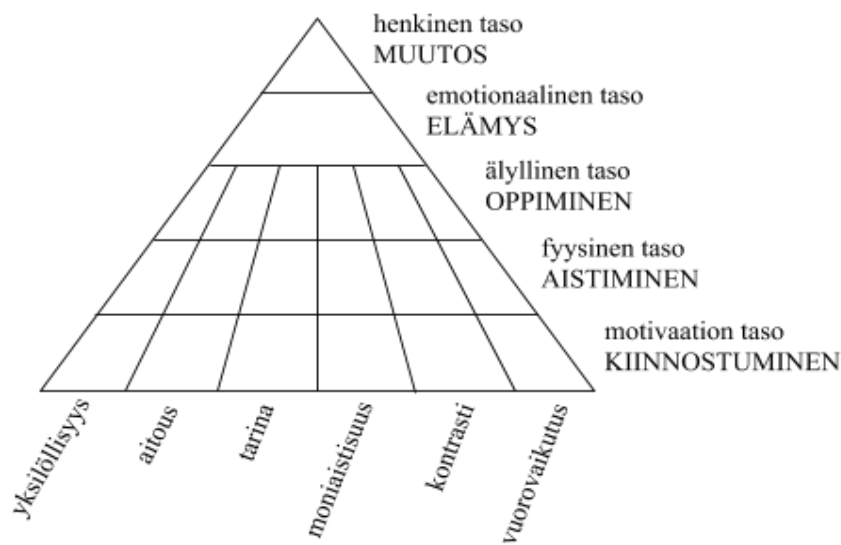 henkinen taso
MUUTOS
emotionaalinen taso
ELÄMYS
älyllinen taso
OPPIMINEN
fyysinen taso
AISTIMINEN
motivaation taso
KIINNOSTUMINEN
yksilöllisyys
aitous
tarina
moniaistisuus
kontrasti
vuorovaikutus